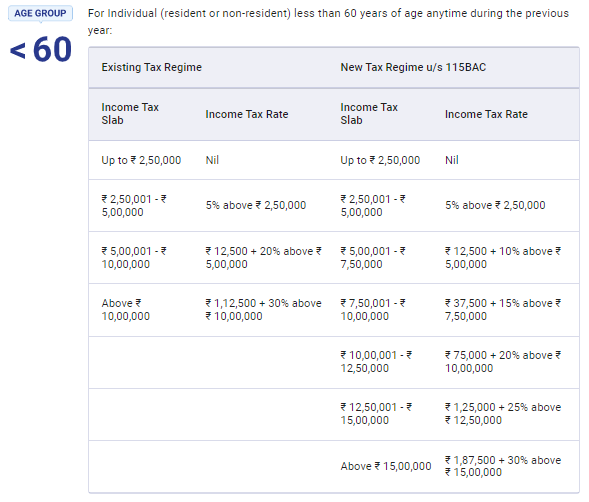 AGE GROUP
< 60
For Individual (resident or non-resident) less than 60 years of age anytime during the previous
year:
Existing Tax Regime
New Tax Regime u/s 115BAC
Income Tax
Slab
Income Tax Rate
Income Tax
Slab
Income Tax Rate
Up to ₹ 2,50,000
Nil
Up to ₹ 2,50,000
Nil
₹ 2,50,001 - ₹
5,00,000
5% above ₹ 2,50,000
₹ 2,50,001 - ₹
5,00,000
5% above ₹ 2,50,000
₹ 5,00,001 - ₹
10,00,000
₹ 12,500 + 20% above ₹
5,00,000
₹ 5,00,001 - ₹
7,50,000
₹ 12,500 + 10% above ₹
5,00,000
Above ₹
10,00,000
₹ 1,12,500 + 30% above
₹ 10,00,000
₹ 7,50,001 - ₹
10,00,000
₹ 37,500 + 15% above ₹
7,50,000
₹ 10,00,001 - ₹
12,50,000
₹ 75,000 + 20% above ₹
10,00,000
₹ 12,50,001 - ₹
15,00,000
₹ 1,25,000 + 25% above
₹ 12,50,000
Above ₹ 15,00,000
₹ 1,87,500 + 30% above
₹ 15,00,000